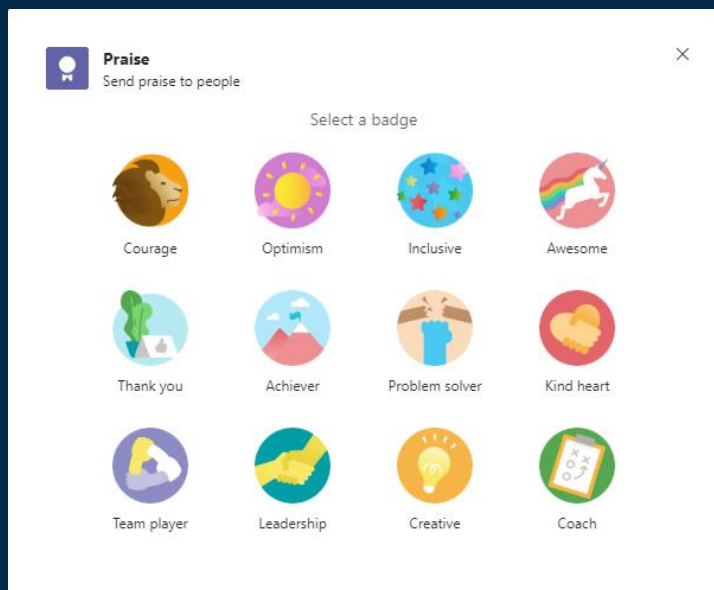 Praise
Send praise to people
Select a badge
Courage
Optimism
Inclusive
Awesome
Thank you
Achiever
Problem solver
Kind heart
Team player
Leadership
Creative
Coach